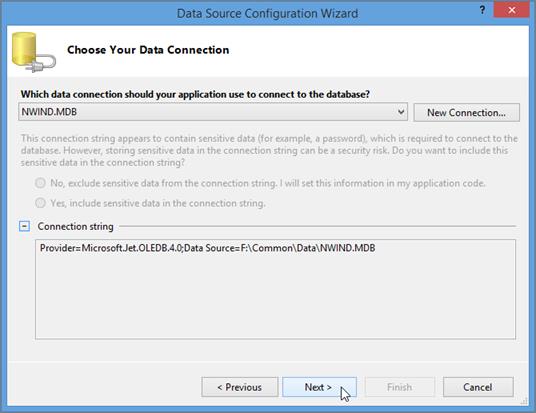 Data Source Configuration Wizard
?
Choose Your Data Connection
Which data connection should your application use to connect to the database?
NWIND.MDB
New Connection...
This connection string appears to contain sensitive data (for example, a password), which is required to connect to the
database. However, storing sensitive data in the connection string can be a security risk. Do you want to include this
sensitive data in the connection string?
No, exclude sensitive data from the connection string. I will set this information in my application code.
Yes, include sensitive data in the connection string.
Connection string
Provider=Microsoft.Jet.OLEDB.4.0;Data Source=F:\Common\Data\NWIND.MDB
< Previous
Next >
Finish
Cancel